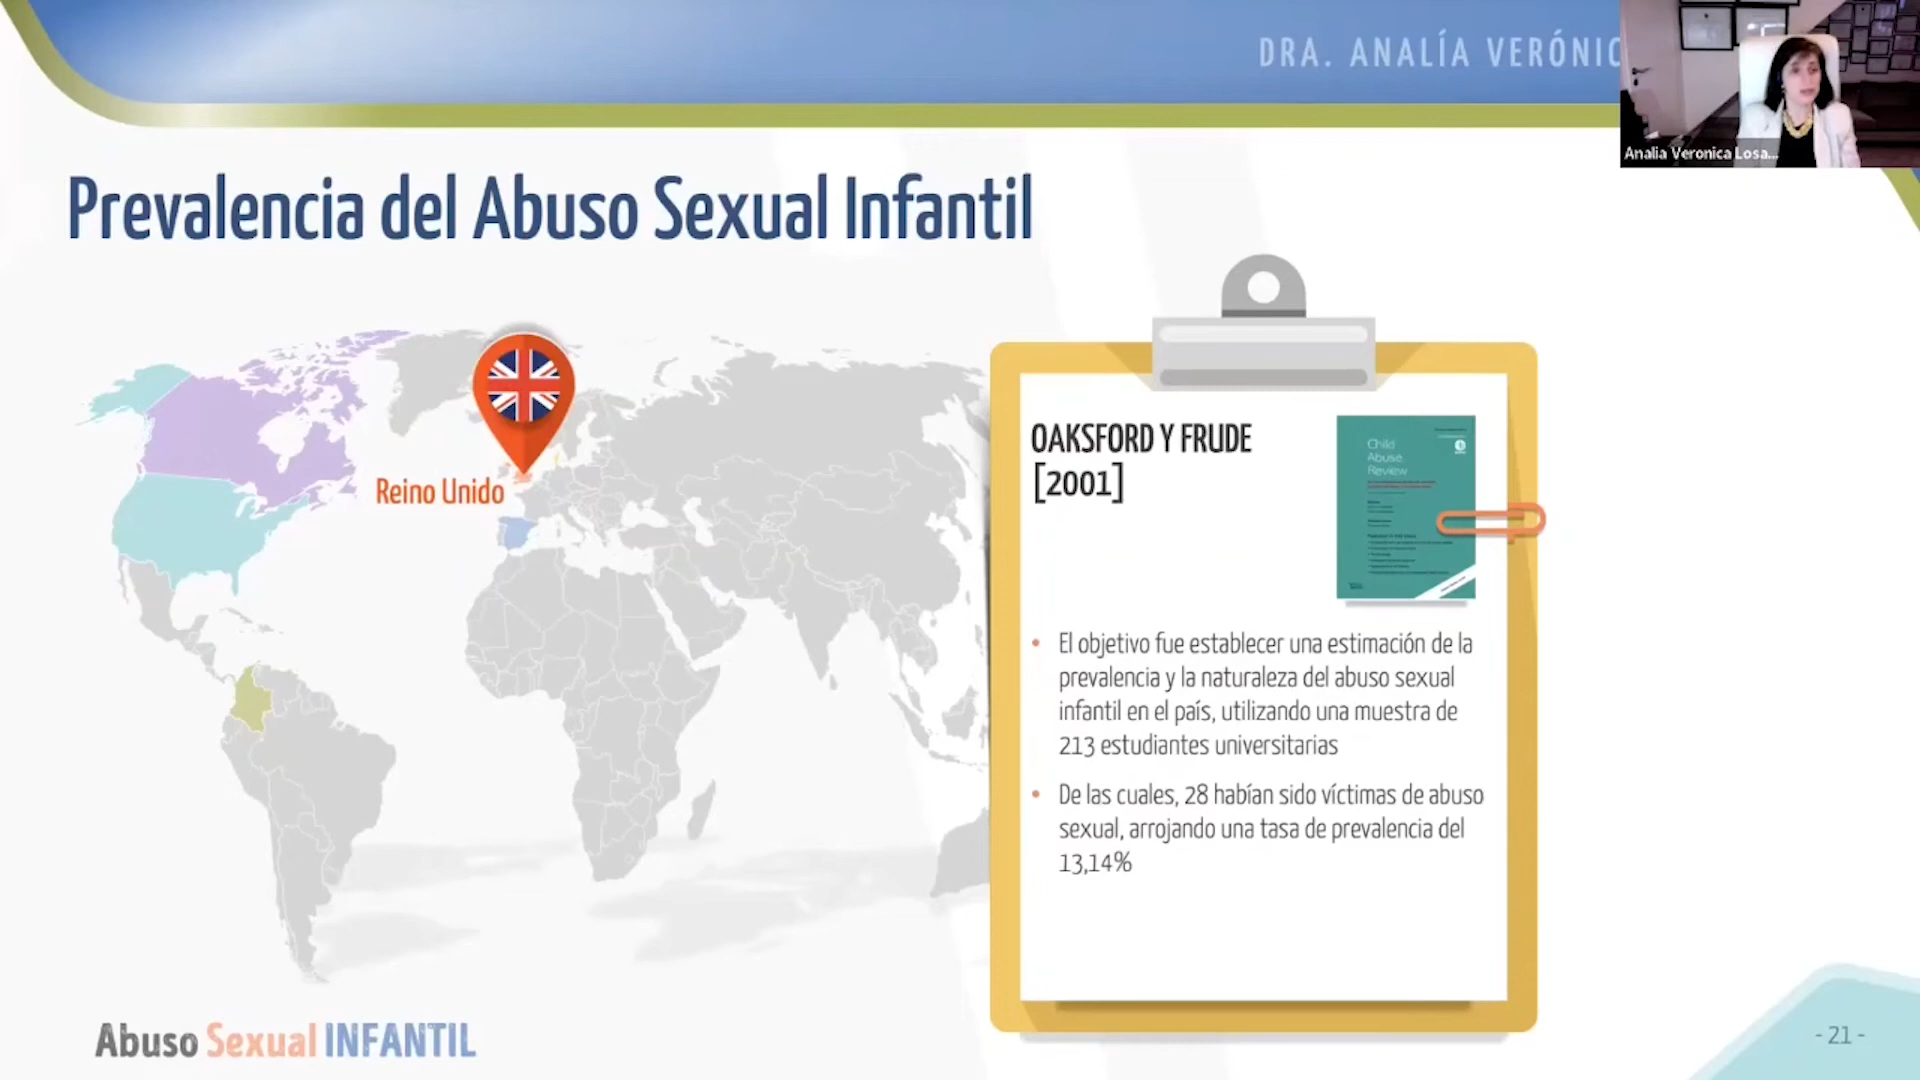 DRA. ANALÍA VERÓNIC
Analia Veronica Losa...
Prevalencia del Abuso Sexual Infantil
Reino Unido
OAKSFORD Y FRUDE
[2001]
Child
Abuse
Review
• El objetivo fue establecer una estimación de la
prevalencia y la naturaleza del abuso sexual
infantil en el país, utilizando una muestra de
213 estudiantes universitarias
• De las cuales, 28 habían sido víctimas de abuso
sexual, arrojando una tasa de prevalencia del
13,14%
Abuso Sexual INFANTIL
- 21 -